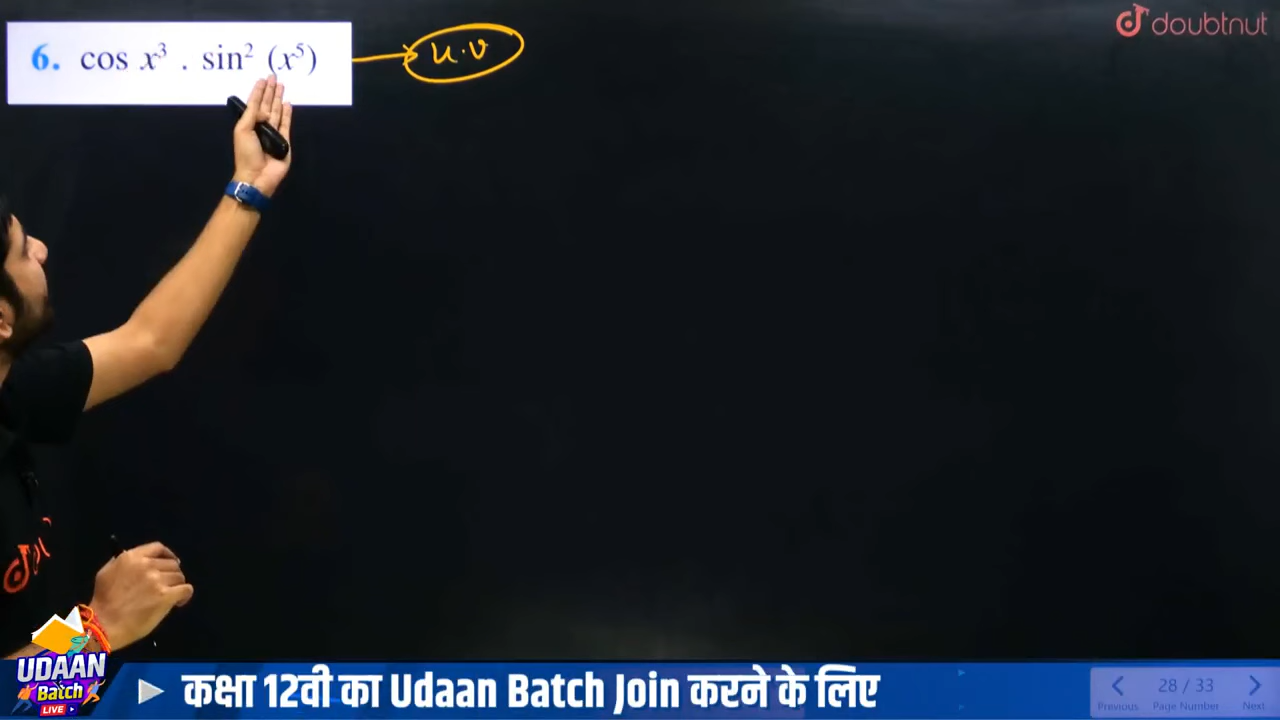 6. cos x³ . sin² (x⁵)
u.v
doubtnut
UDAAN
Batch
LIVE
कक्षा 12वी का Udaan Batch Join करने के लिए
28 / 33
Previous Page Number Next